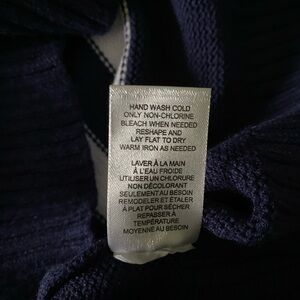 HAND WASH COLD
ONLY NON-CHLORINE
BLEACH WHEN NEEDED
RESHAPE AND
LAY FLAT TO DRY
WARM IRON AS NEEDED
LAVER À LA MAIN
À L'EAU FROIDE
UTILISER UN CHLORURE
NON DÉCOLORANT
SEULEMENT AU BESOIN
REMODELER ET ÉTALER
À PLAT POUR SÉCHER
REPASSER À
TEMPÉRATURE
MOYENNE AU BESOIN